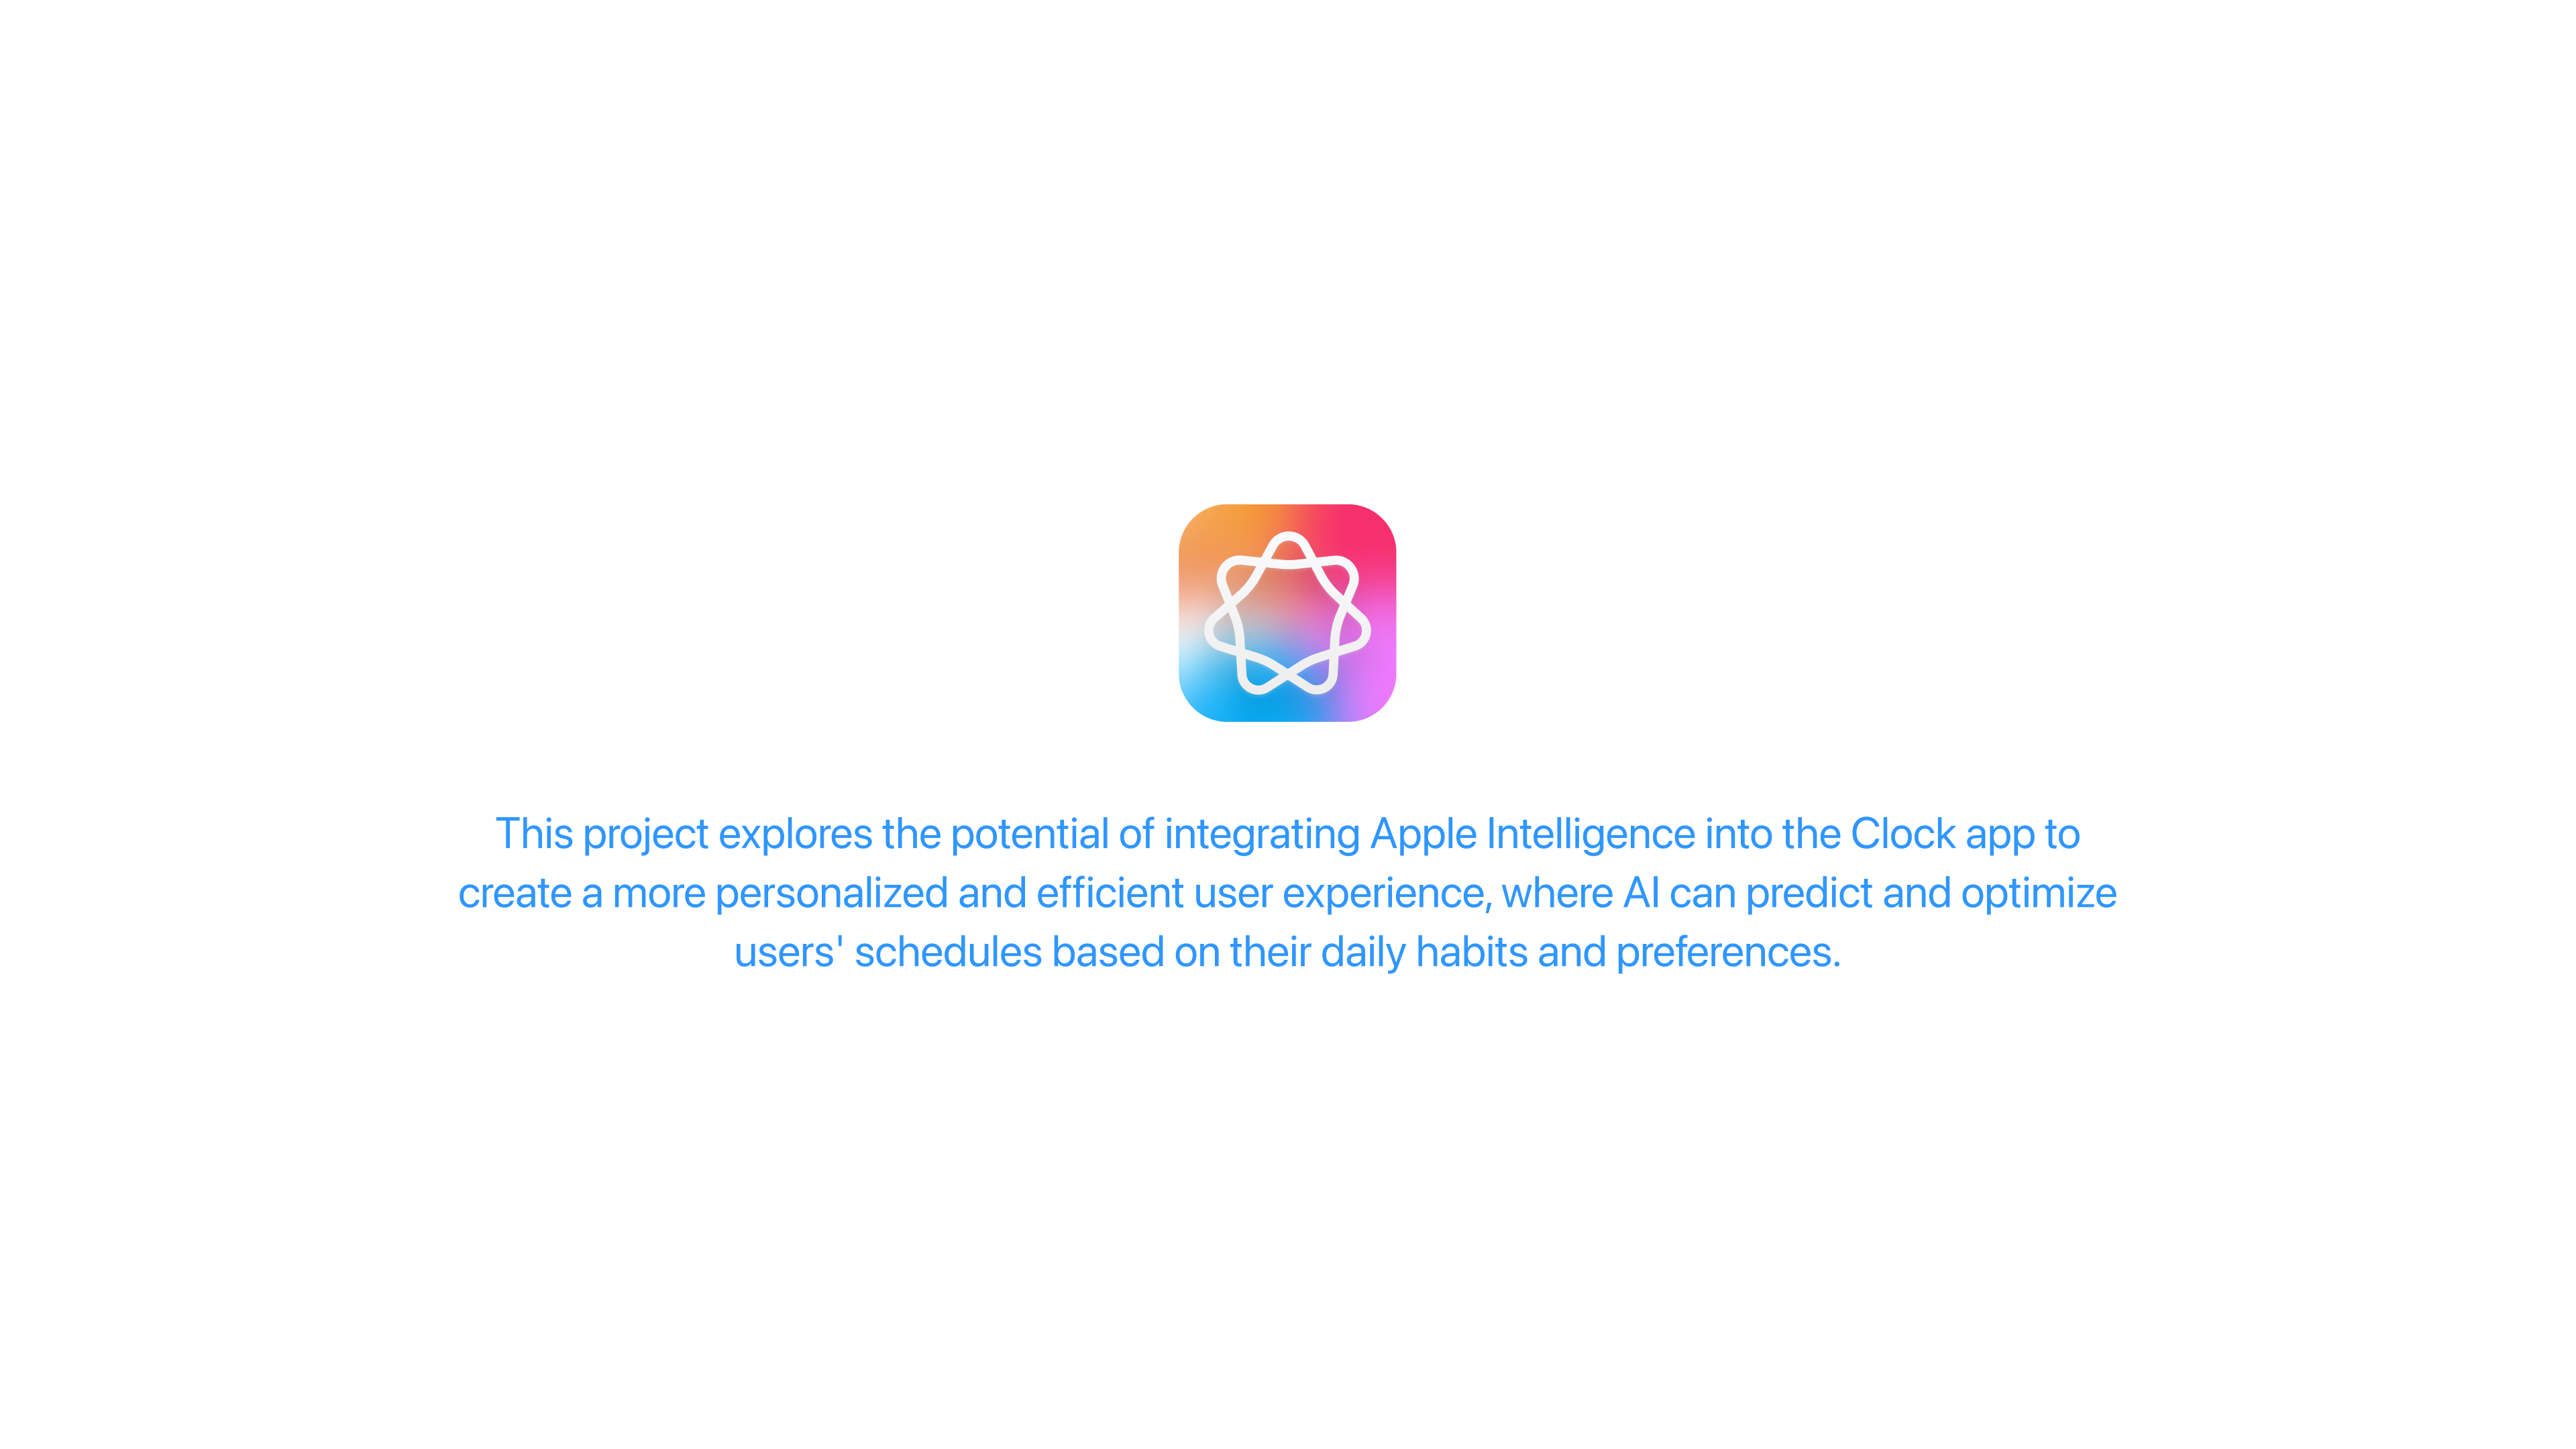 This project explores the potential of integrating Apple Intelligence into the Clock app to
create a more personalized and efficient user experience, where AI can predict and optimize
users' schedules based on their daily habits and preferences.